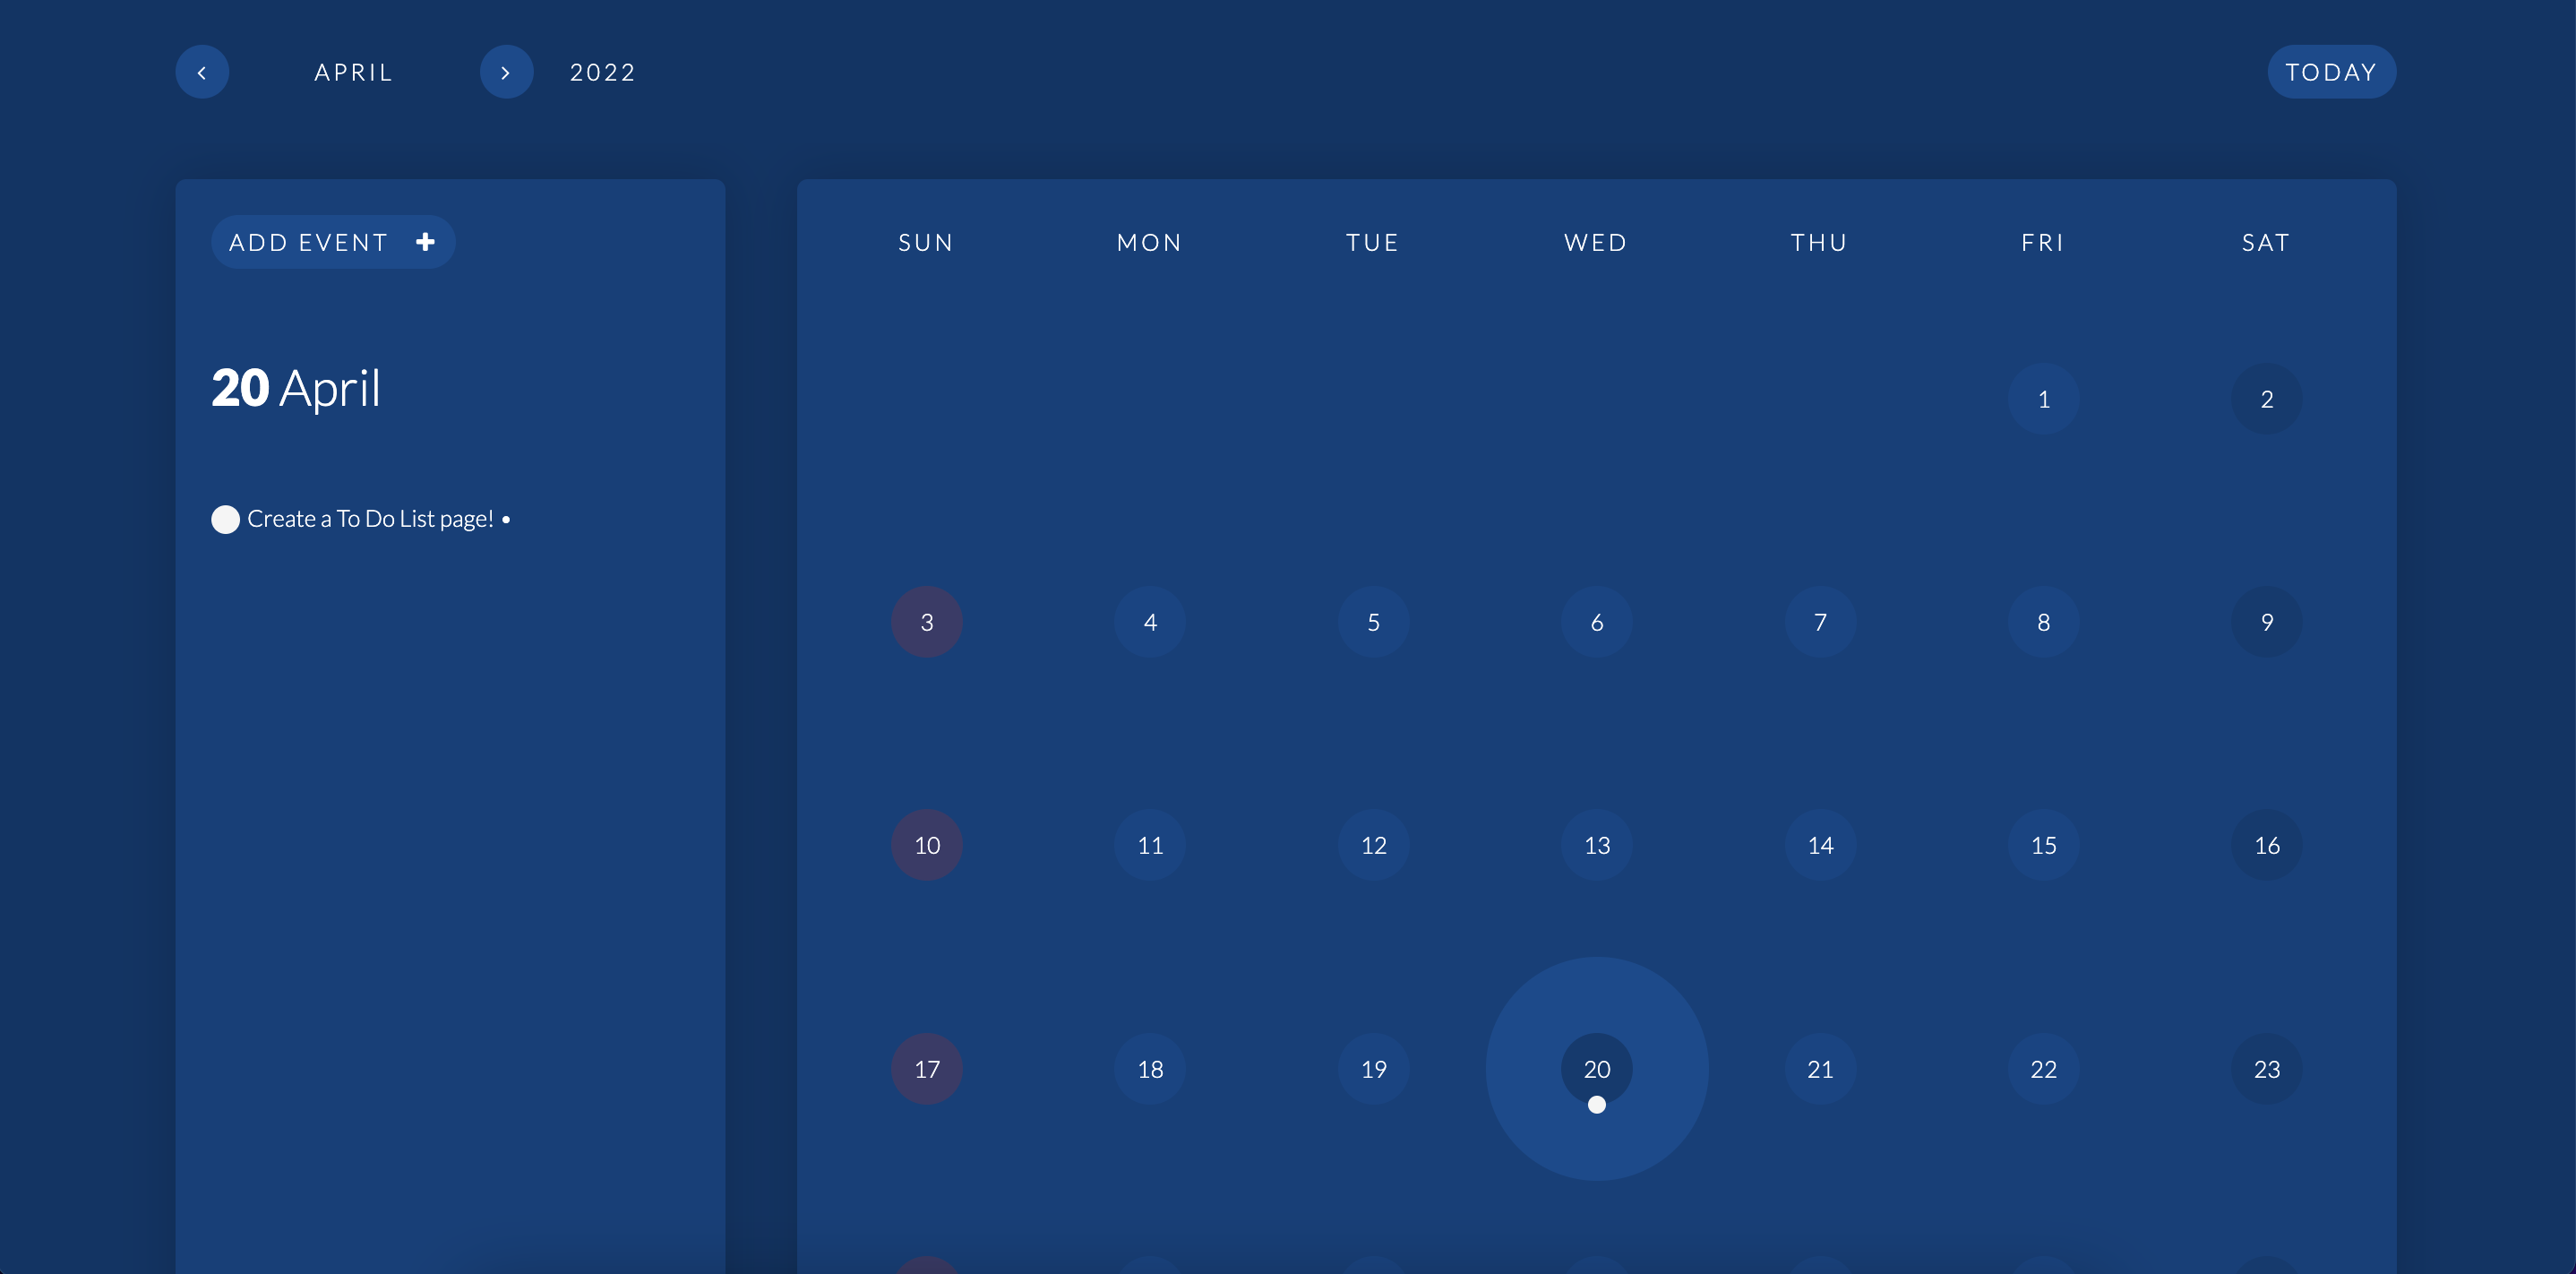 APRIL 2022 TODAY
ADD EVENT
20 April
Create a To Do List page! •
SUN MON TUE WED THU FRI SAT
1 2
3 4 5 6 7 8 9
10 11 12 13 14 15 16
17 18 19 20 21 22 23